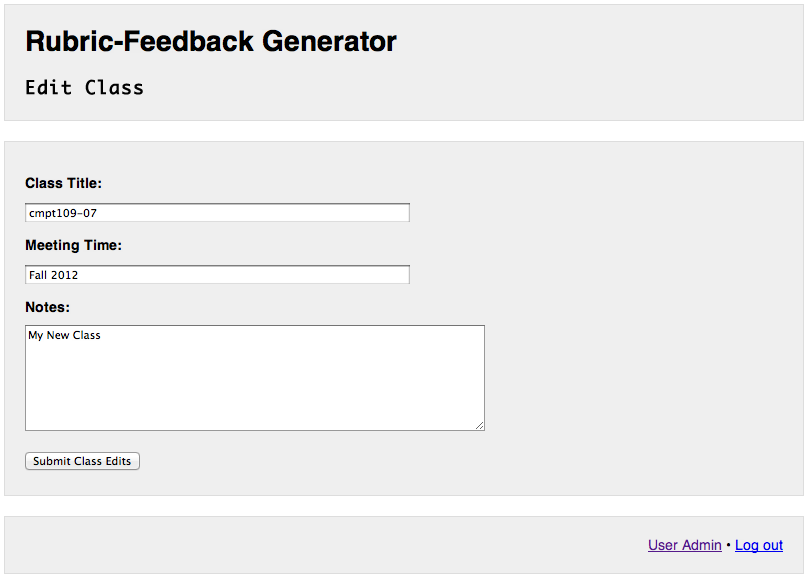 Rubric-Feedback Generator
Edit Class
Class Title:
cmpt109-07
Meeting Time:
Fall 2012
Notes:
My New Class
Submit Class Edits
User Admin • Log out